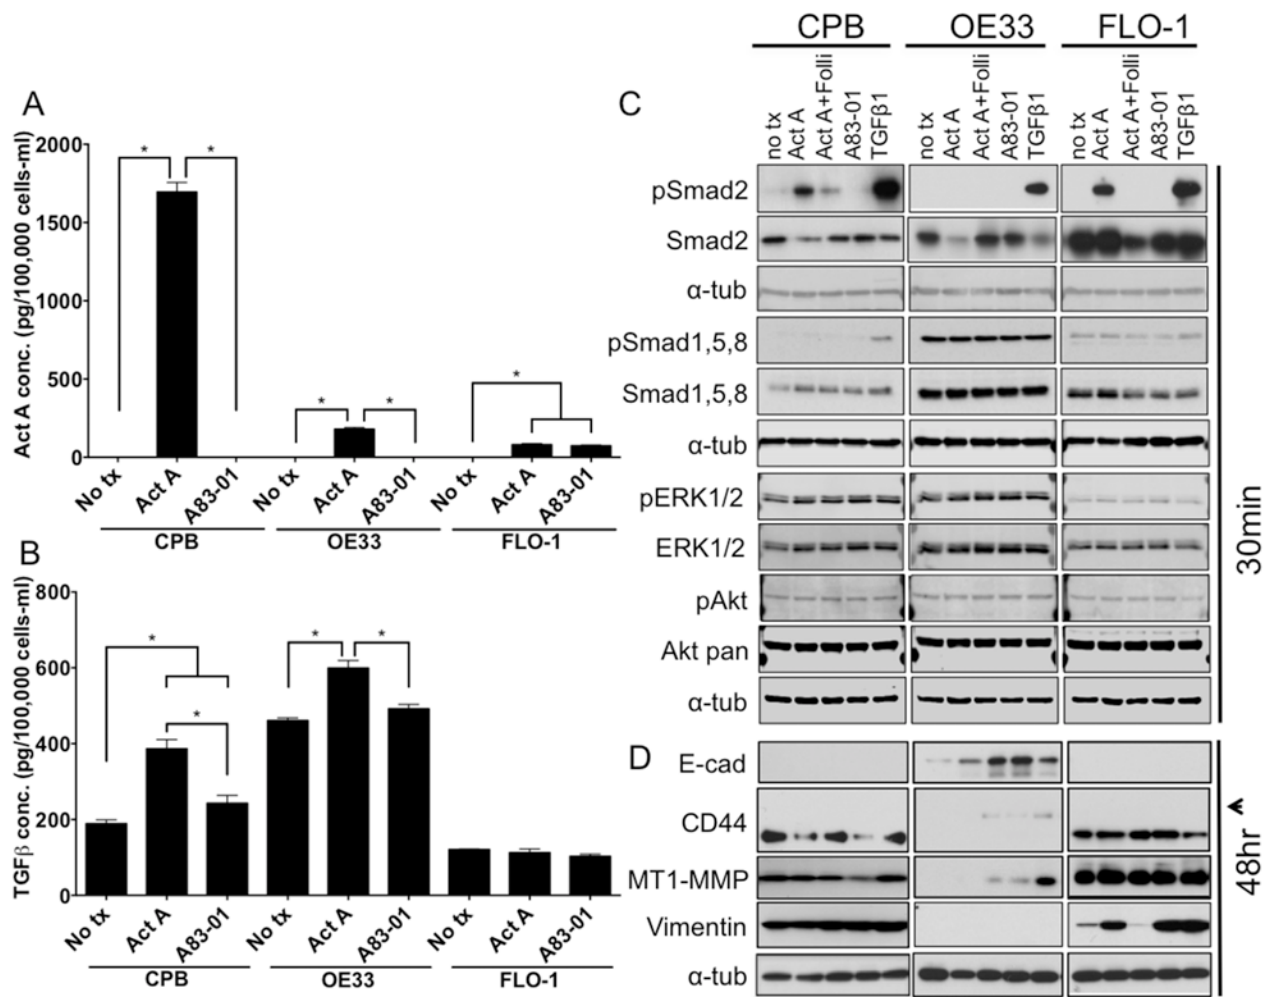 A
Act A conc. (pg/100,000 cells-ml)
2000
1500
1000
500
0
* *
* *
*
No tx Act A A83-01 No tx Act A A83-01 No tx Act A A83-01
CPB OE33 FLO-1
B
TGFβ conc. (pg/100,000 cells-ml)
800
600
400
200
0
*
*
* *
No tx Act A A83-01 No tx Act A A83-01 No tx Act A A83-01
CPB OE33 FLO-1
CPB OE33 FLO-1
C
no tx Act A Act A+Folli A83-01 TGFβ1 no tx Act A Act A+Folli A83-01 TGFβ1 no tx Act A Act A+Folli A83-01 TGFβ1
pSmad2
Smad2
α-tub
pSmad1,5,8
Smad1,5,8
α-tub
pERK1/2
ERK1/2
pAkt
Akt pan
α-tub
30min
D
E-cad
CD44
MT1-MMP
Vimentin
α-tub
48hr